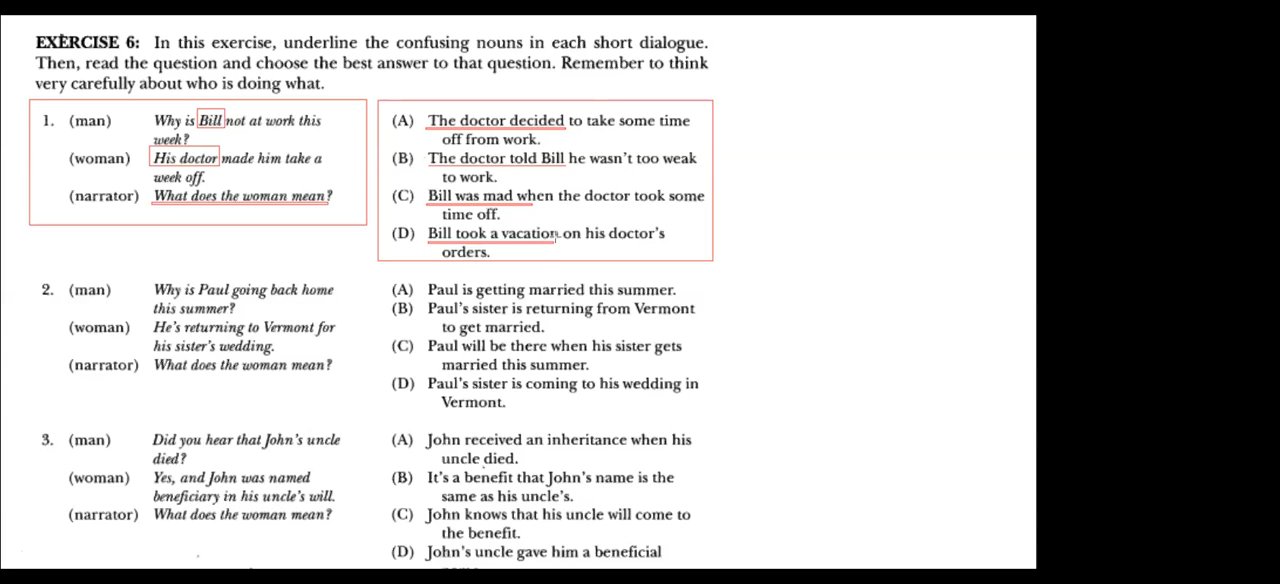 EXERCISE 6: In this exercise, underline the confusing nouns in each short dialogue.
Then, read the question and choose the best answer to that question. Remember to think
very carefully about who is doing what.
1. (man) Why is Bill not at work this
week?
(woman) His doctor made him take a
week off.
(narrator) What does the woman mean?
(A) The doctor decided to take some time
off from work.
(B) The doctor told Bill he wasn't too weak
to work.
(C) Bill was mad when the doctor took some
time off.
(D) Bill took a vacation on his doctor's
orders.
2. (man) Why is Paul going back home
this summer?
(woman) He's returning to Vermont for
his sister's wedding.
(narrator) What does the woman mean?
(A) Paul is getting married this summer.
(B) Paul's sister is returning from Vermont
to get married.
(C) Paul will be there when his sister gets
married this summer.
(D) Paul's sister is coming to his wedding in
Vermont.
3. (man) Did you hear that John's uncle
died?
(woman) Yes, and John was named
beneficiary in his uncle's will.
(narrator) What does the woman mean?
(A) John received an inheritance when his
uncle died.
(B) It's a benefit that John's name is the
same as his uncle's.
(C) John knows that his uncle will come to
the benefit.
(D) John's uncle gave him a beneficial